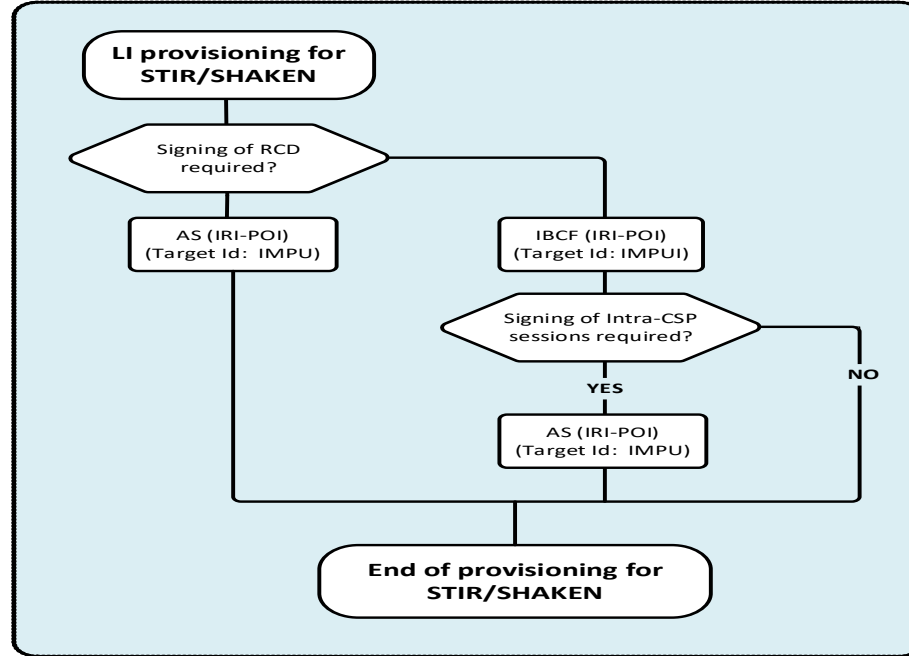 LI provisioning for
STIR/SHAKEN
Signing of RCD
required?
AS (IRI-POI)
(Target Id: IMPU)
IBCF (IRI-POI)
(Target Id: IMPUI)
Signing of Intra-CSP
sessions required?
NO
YES
AS (IRI-POI)
(Target Id: IMPU)
End of provisioning for
STIR/SHAKEN